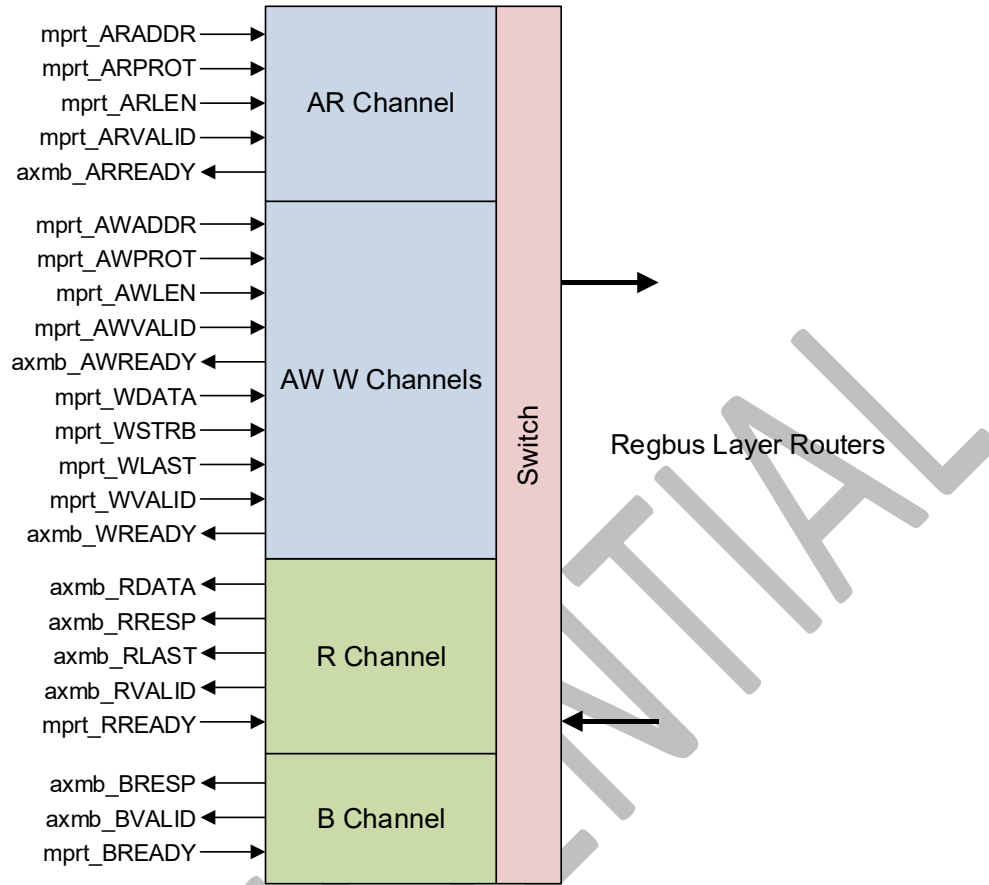 mprt_ARADDR
mprt_ARPROT
mprt_ARLEN
mprt_ARVALID
axmb_ARREADY
AR Channel
mprt_AWADDR
mprt_AWPROT
mprt_AWLEN
mprt_AWVALID
axmb_AWREADY
mprt_WDATA
mprt_WSTRB
mprt_WLAST
mprt_WVALID
axmb_WREADY
AW W Channels
axmb_RDATA
axmb_RRESP
axmb_RLAST
axmb_RVALID
mprt_RREADY
R Channel
axmb_BRESP
axmb_BVALID
mprt_BREADY
B Channel
Switch
Regbus Layer Routers
ENTIAL